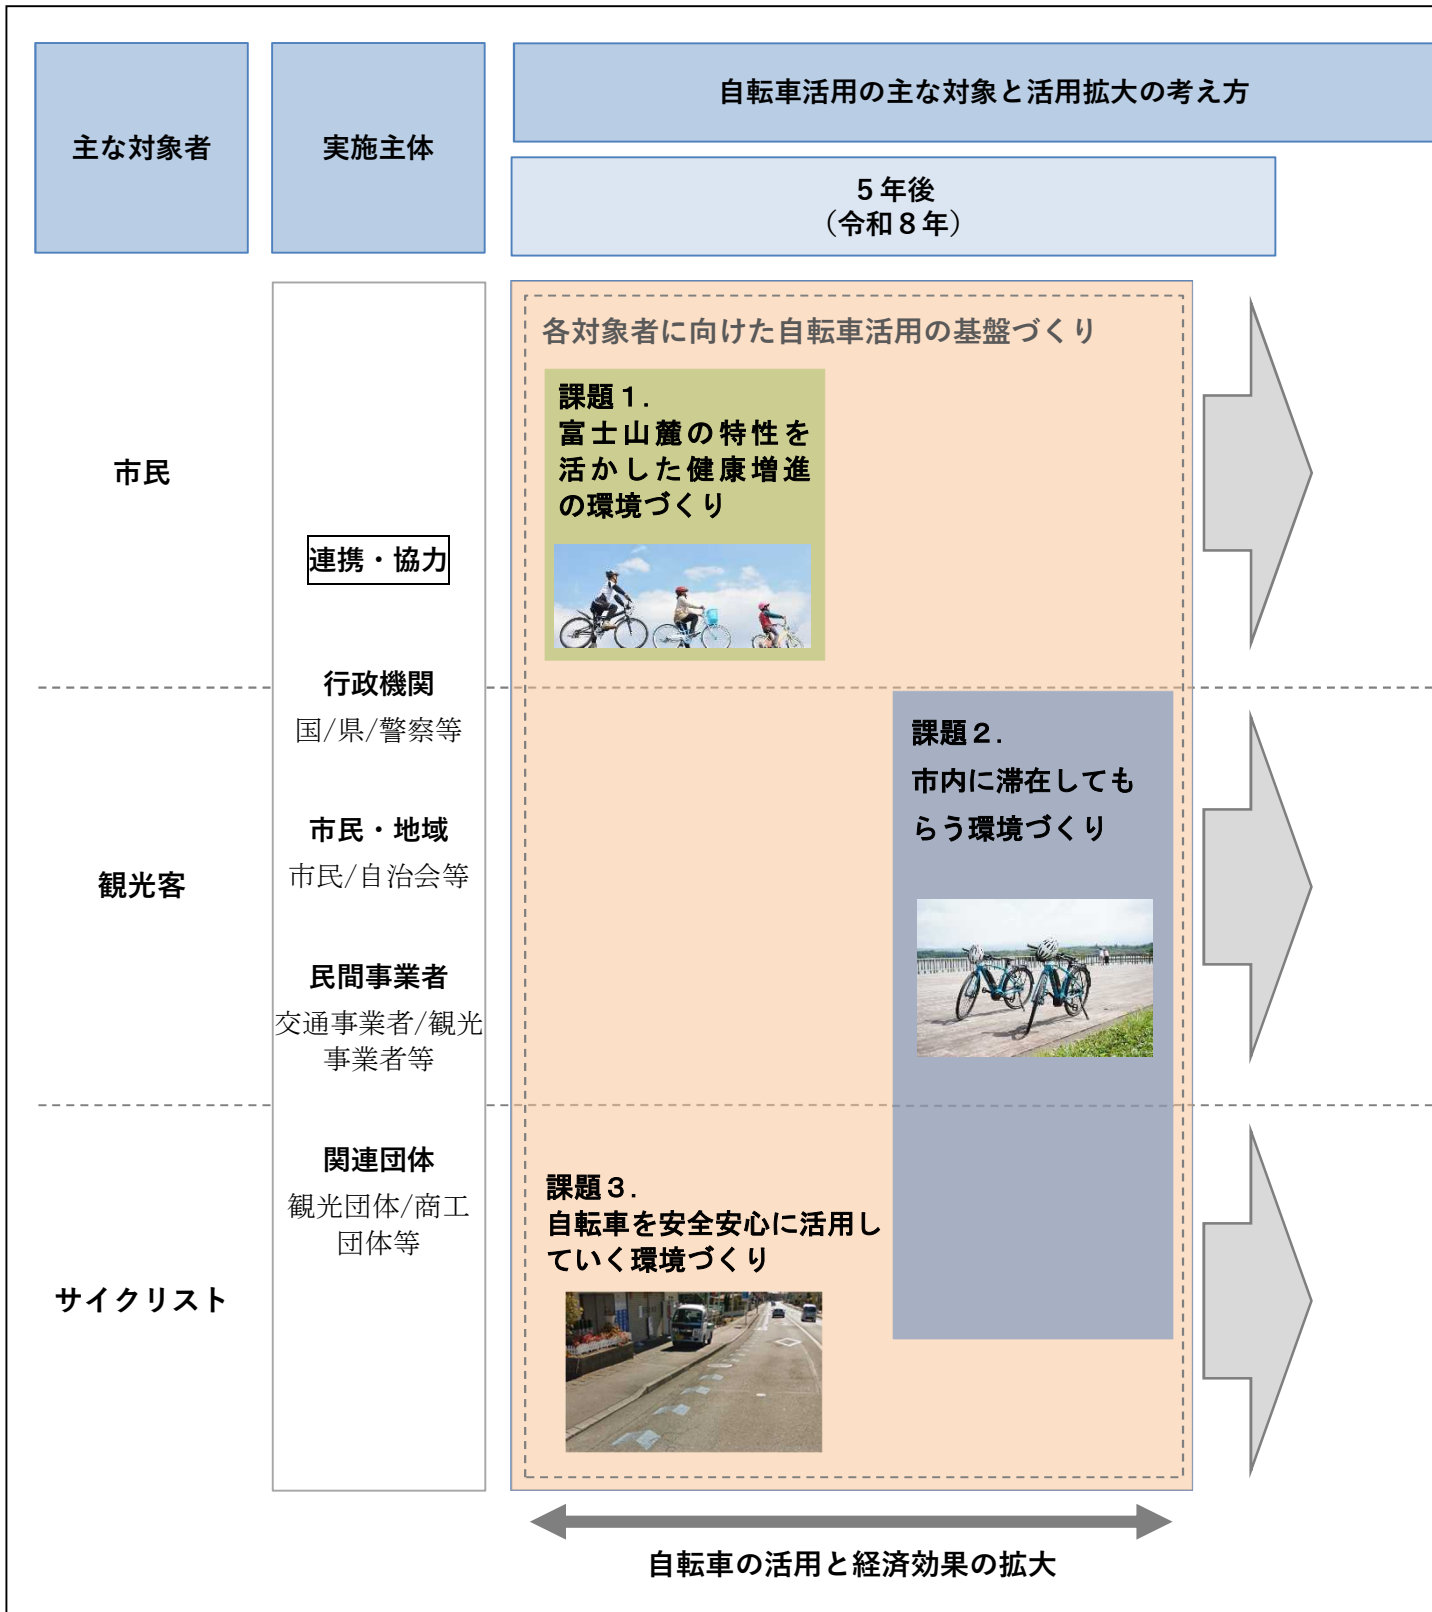 主な対象者
実施主体
自転車活用の主な対象と活用拡大の考え方
５年後
（令和８年）
市民
観光客
サイクリスト
連携・協力
行政機関
国/県/警察等
市民・地域
市民/自治会等
民間事業者
交通事業者/観光
事業者等
関連団体
観光団体/商工
団体等
各対象者に向けた自転車活用の基盤づくり
課題１．
富士山麓の特性を
活かした健康増進
の環境づくり
課題２．
市内に滞在しても
らう環境づくり
課題３．
自転車を安全安心に活用し
ていく環境づくり
自転車の活用と経済効果の拡大